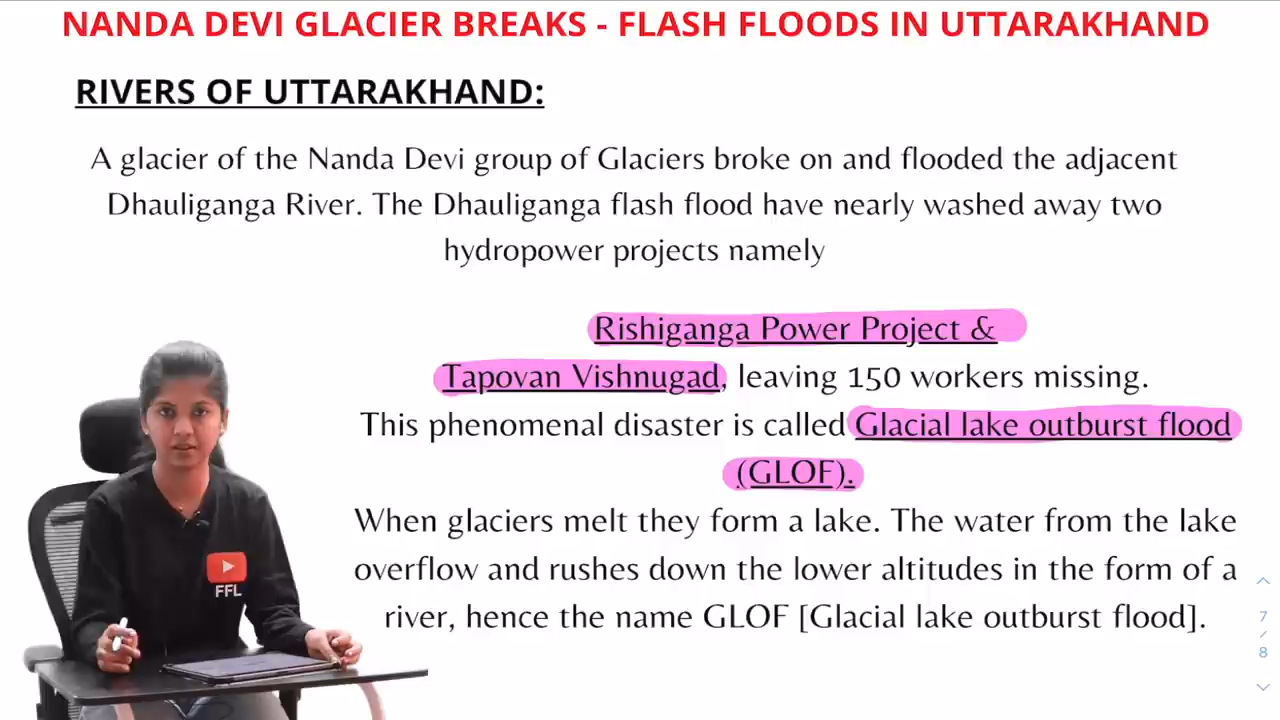 NANDA DEVI GLACIER BREAKS - FLASH FLOODS IN UTTARAKHAND
RIVERS OF UTTARAKHAND:
A glacier of the Nanda Devi group of Glaciers broke on and flooded the adjacent
Dhauliganga River. The Dhauliganga flash flood have nearly washed away two
hydropower projects namely
Rishiganga Power Project &
Tapovan Vishnugad, leaving 150 workers missing.
This phenomenal disaster is called Glacial lake outburst flood
(GLOF).
When glaciers melt they form a lake. The water from the lake
overflow and rushes down the lower altitudes in the form of a
river, hence the name GLOF [Glacial lake outburst flood].
FFL
7
/
8